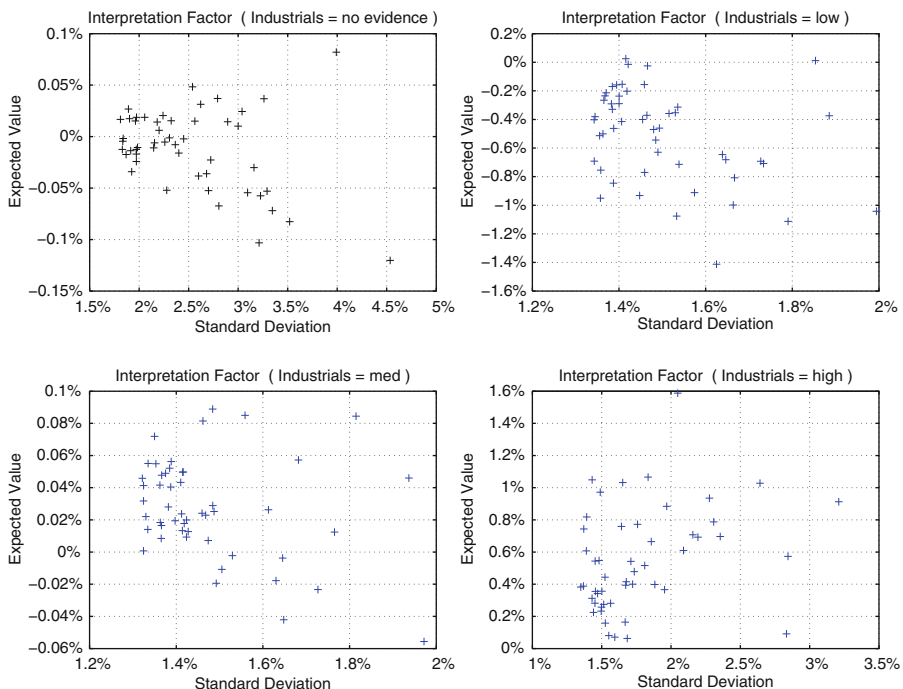 Interpretation Factor ( Industrials = no evidence )
0.1%
0.05%
0%
−0.05%
−0.1%
−0.15%
Expected Value
1.5% 2% 2.5% 3% 3.5% 4% 4.5% 5%
Standard Deviation
Interpretation Factor ( Industrials = low )
0.2%
0%
−0.2%
−0.4%
−0.6%
−0.8%
−1%
−1.2%
−1.4%
−1.6%
Expected Value
1.2% 1.4% 1.6% 1.8% 2%
Standard Deviation
Interpretation Factor ( Industrials = med )
0.1%
0.08%
0.06%
0.04%
0.02%
0%
−0.02%
−0.04%
−0.06%
Expected Value
1.2% 1.4% 1.6% 1.8% 2%
Standard Deviation
Interpretation Factor ( Industrials = high )
1.6%
1.4%
1.2%
1%
0.8%
0.6%
0.4%
0.2%
0%
Expected Value
1% 1.5% 2% 2.5% 3% 3.5%
Standard Deviation